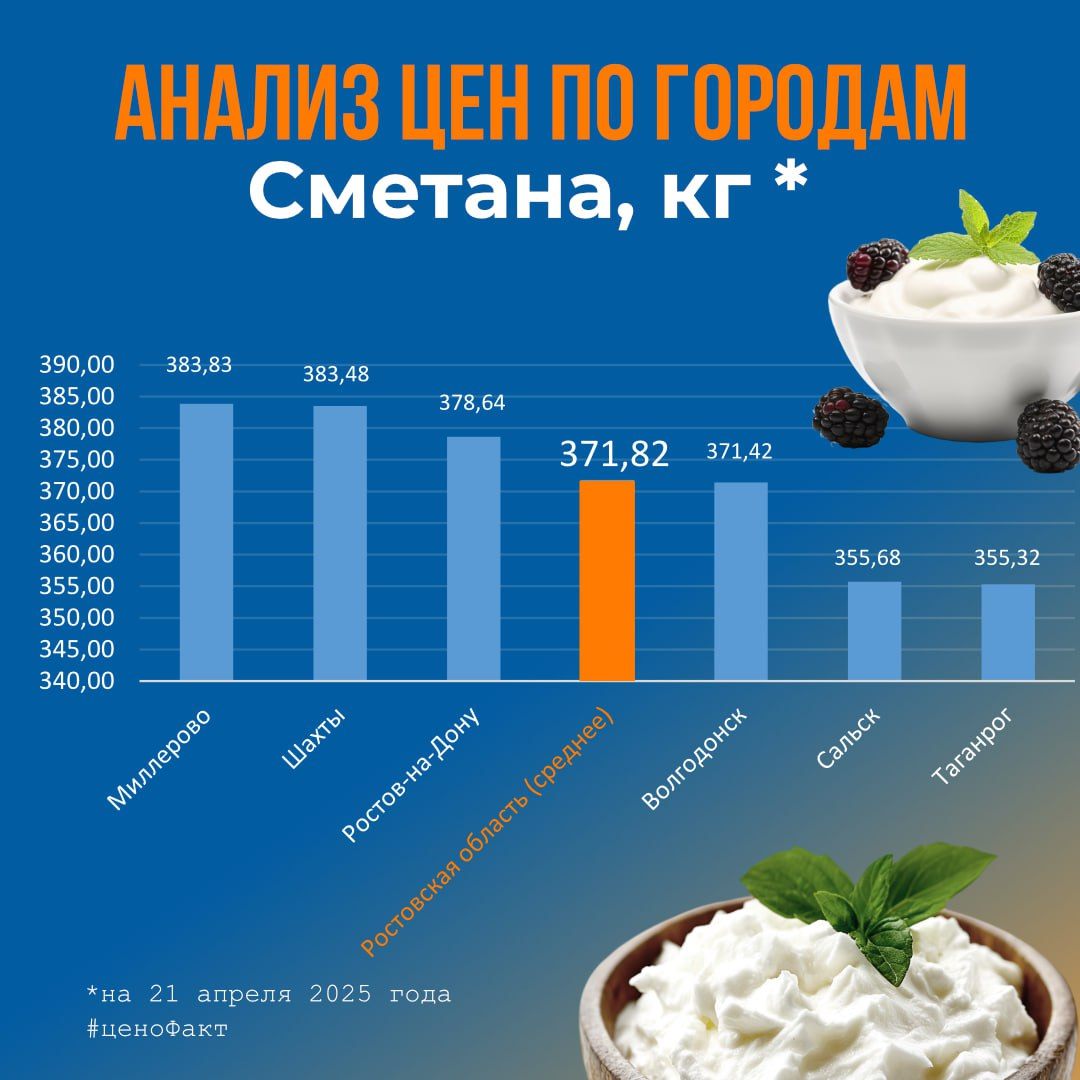 АНАЛИЗ ЦЕН ПО ГОРОДАМ
Сметана, кг *
390,00
385,00
380,00
375,00
370,00
365,00
360,00
355,00
350,00
345,00
340,00
383,83
383,48
378,64
371,82
371,42
355,68
355,32
Миллерово
Шахты
Ростов-на-Дону
Ростовская область (среднее)
Волгодонск
Сальск
Таганрог
*на 21 апреля 2025 года
#ценоФакт